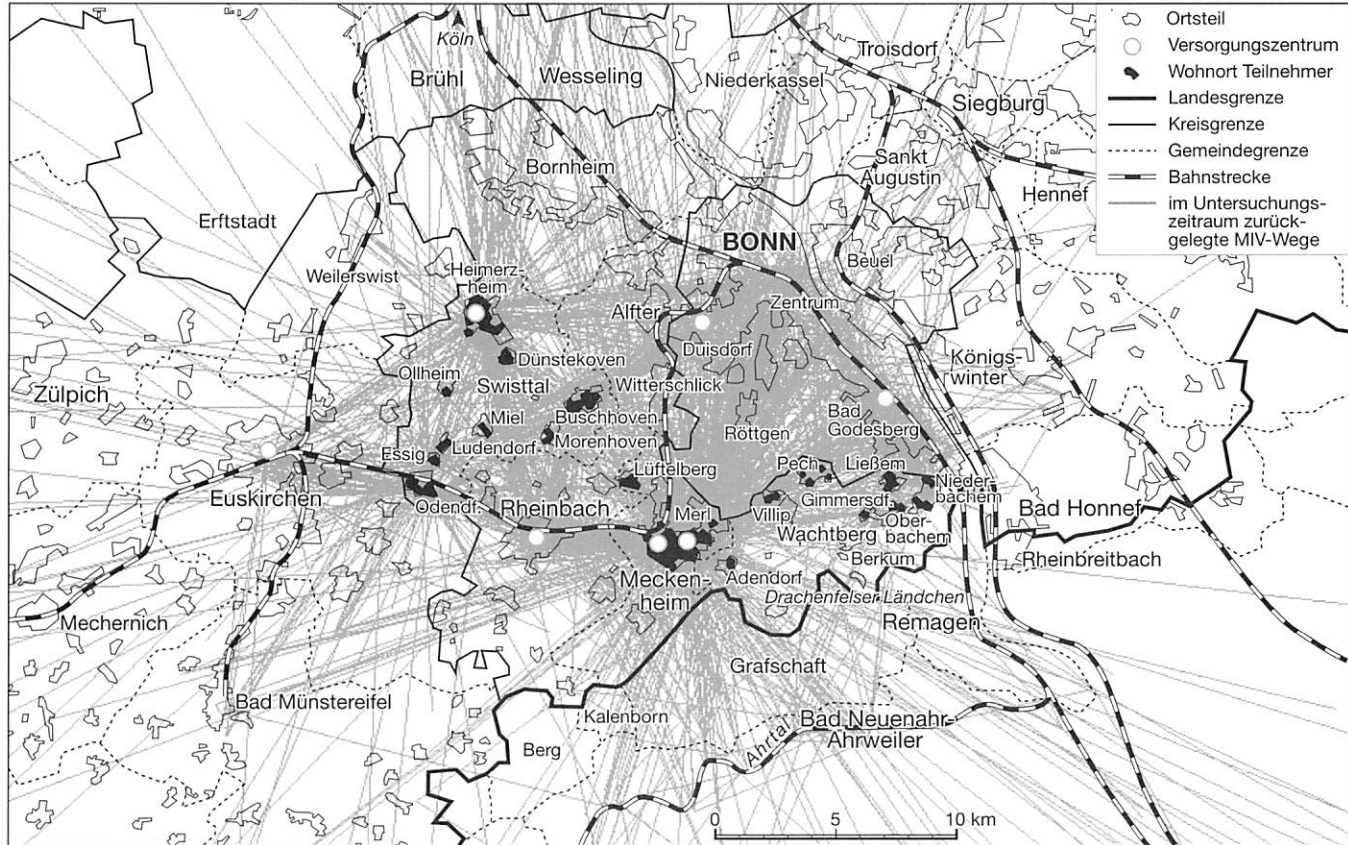 Köln
Brühl
Wesseling
Niederkassel
Troisdorf
Siegburg
Ortsteil
Versorgungszentrum
Wohnort Teilnehmer
Landesgrenze
Kreisgrenze
Gemeindegrenze
Bahnstrecke
im Untersuchungs-
zeitraum zurück-
gelegte MIV-Wege
Bornheim
Sankt
Augustin
Hennef
Erftstadt
BONN
Beuel
Weilerswist
Heimerz-
heim
Alfter
Zentrum
Duisdorf
Dünstekoven
Königs-
winter
Ollheim
Swisttal
Witterschlick
Zülpich
Miel
Buschhoven
Bad
Godesberg
Ludendorf
Morenhoven
Röttgen
Essig
Lüftelberg
Pech
Ließem
Euskirchen
Odendf.
Rheinbach
Merl
Villip
Gimmersdf.
Nieder-
bachem
Wachtberg
Ober-
bachem
Bad Honnef
Berkum
Rheinbreitbach
Mecken-
heim
Adendorf
Drachenfelser Ländchen
Mechernich
Remagen
Grafschaft
Bad Münstereifel
Kalenborn
Berg
Ahrtal
Bad Neuenahr-
Ahrweiler
0 5 10 km